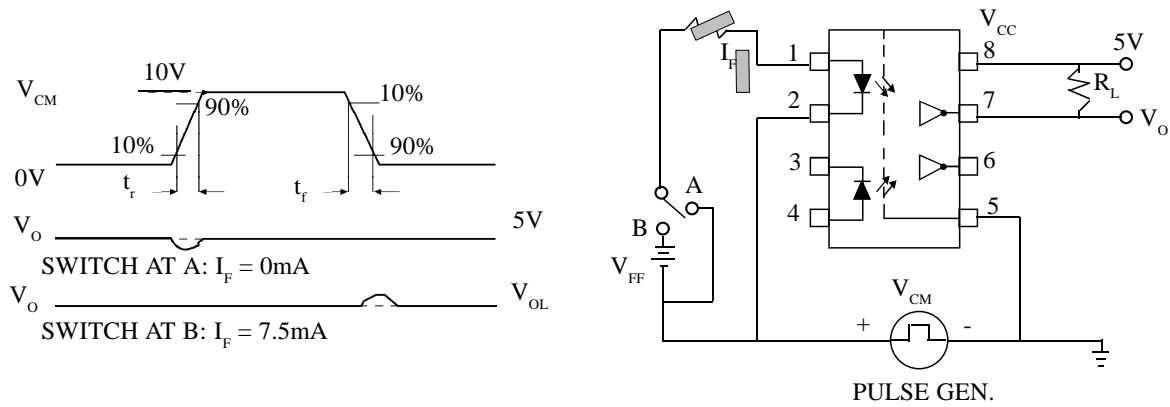 10V
V_CM
90%
10%
10%
90%
0V
t_r
t_f
V_O
5V
SWITCH AT A: I_F = 0mA
V_O
V_OL
SWITCH AT B: I_F = 7.5mA
I_F
V_CC
1
8
5V
R_L
2
7
V_O
3
6
4
5
A
B
V_FF
V_CM
+
-
PULSE GEN.